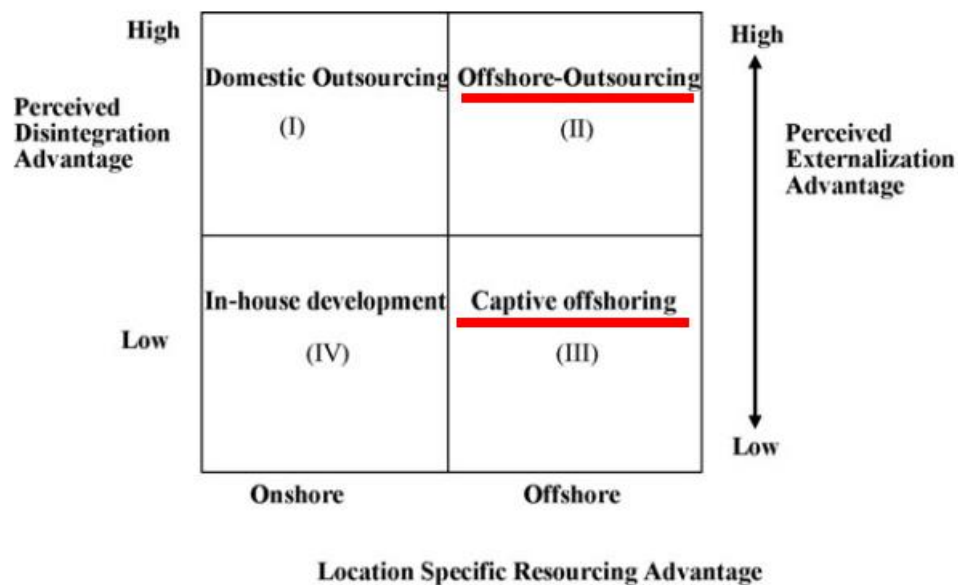 High
High
Domestic Outsourcing
Offshore-Outsourcing
Perceived
Disintegration
Advantage
(I)
(II)
Perceived
Externalization
Advantage
In-house development
Captive offshoring
Low
(IV)
(III)
Low
Onshore
Offshore
Location Specific Resourcing Advantage